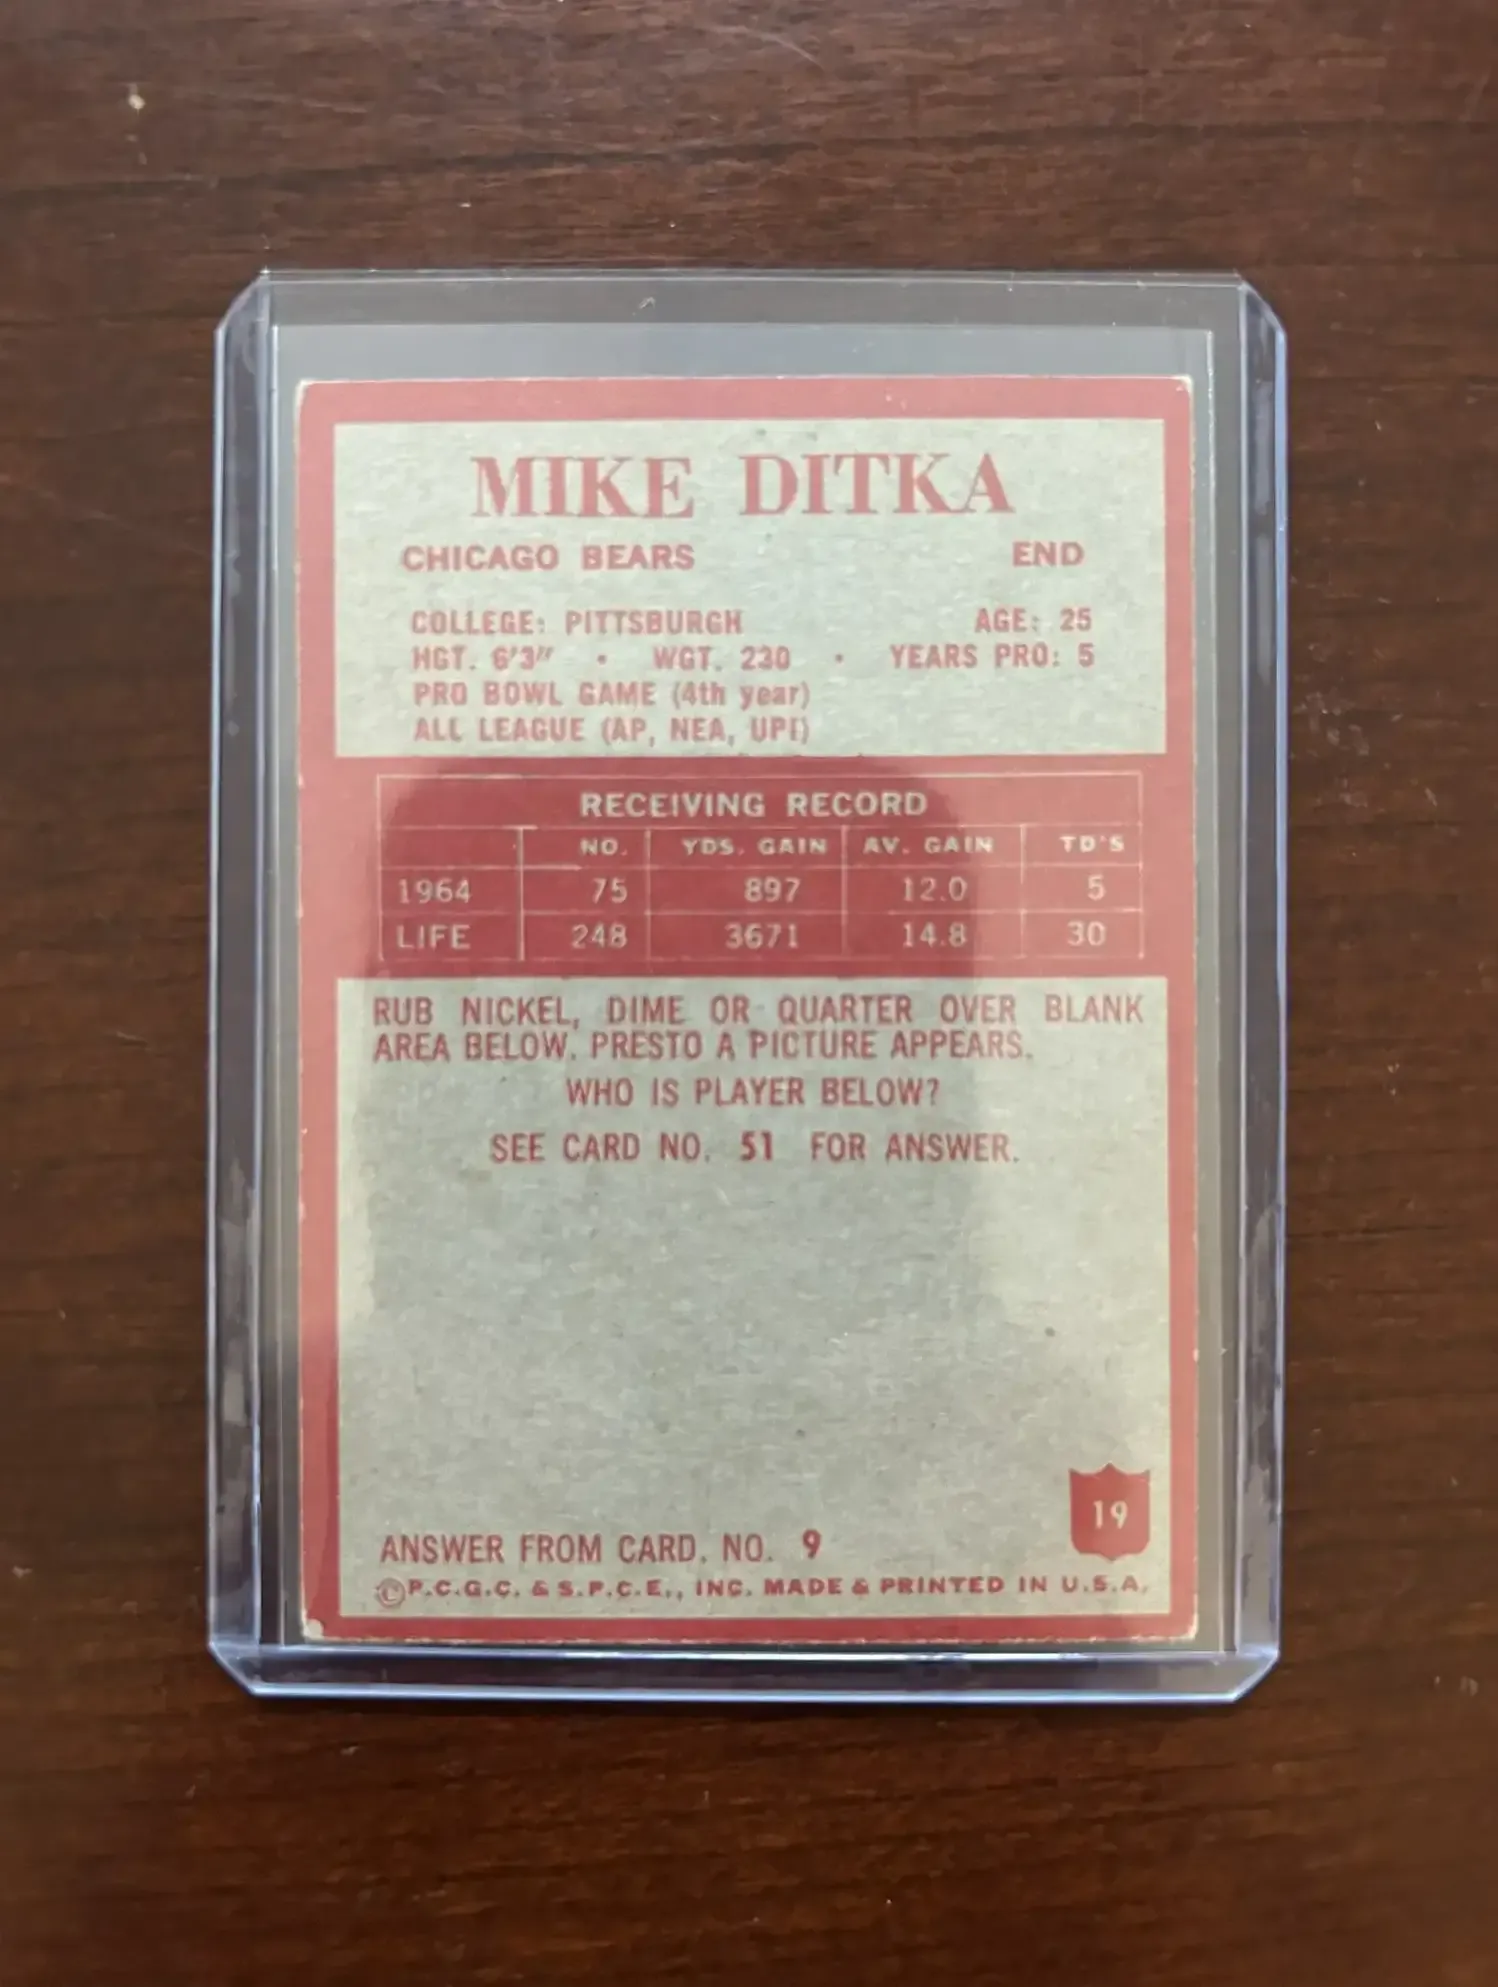 MIKE DITKA
CHICAGO BEARS END
COLLEGE: PITTSBURGH AGE: 25
HGT. 6'3" • WGT. 230 • YEARS PRO: 5
PRO BOWL GAME (4th year)
ALL LEAGUE (AP, NEA, UPI)
RECEIVING RECORD
NO. YDS. GAIN AV. GAIN TD'S
1964 75 897 12.0 5
LIFE 248 3671 14.8 30
RUB NICKEL, DIME OR QUARTER OVER BLANK
AREA BELOW. PRESTO A PICTURE APPEARS.
WHO IS PLAYER BELOW?
SEE CARD NO. 51 FOR ANSWER.
19
ANSWER FROM CARD. NO. 9
©P.C.G.C. & S.P.C.E., INC. MADE & PRINTED IN U.S.A.